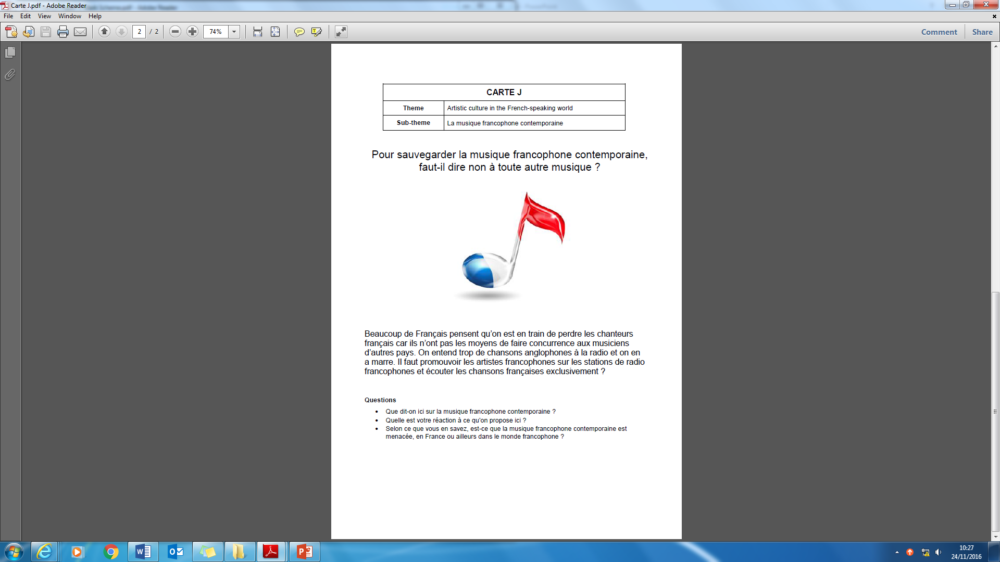 Carte J.pdf - Adobe Reader
File Edit View Window Help
2 / 2 74% Comment Share
CARTE J
Theme Artistic culture in the French-speaking world
Sub-theme La musique francophone contemporaine
Pour sauvegarder la musique francophone contemporaine,
faut-il dire non à toute autre musique ?
Beaucoup de Français pensent qu'on est en train de perdre les chanteurs
français car ils n'ont pas les moyens de faire concurrence aux musiciens
d'autres pays. On entend trop de chansons anglophones à la radio et on en
a marre. Il faut promouvoir les artistes francophones sur les stations de radio
francophones et écouter les chansons françaises exclusivement ?
Questions
• Que dit-on ici sur la musique francophone contemporaine ?
• Quelle est votre réaction à ce qu'on propose ici ?
• Selon ce que vous en savez, est-ce que la musique francophone contemporaine est
menacée, en France ou ailleurs dans le monde francophone ?
10:27
24/11/2016